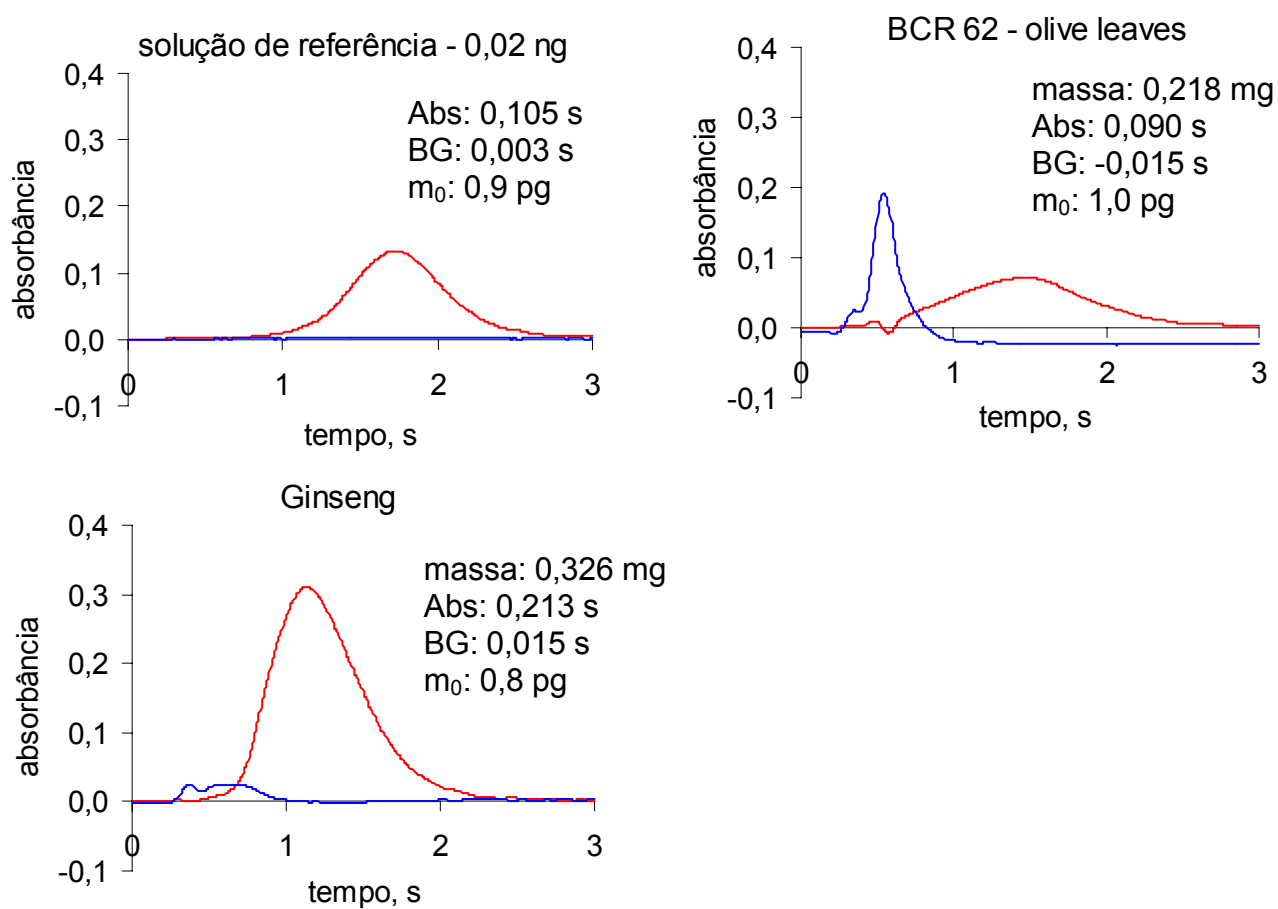 solução de referência - 0,02 ng
0,4
0,3
0,2
0,1
0,0
-0,1
absorbância
Abs: 0,105 s
BG: 0,003 s
m₀: 0,9 pg
0
1
2
3
tempo, s
BCR 62 - olive leaves
0,4
0,3
0,2
0,1
0,0
-0,1
absorbância
massa: 0,218 mg
Abs: 0,090 s
BG: -0,015 s
m₀: 1,0 pg
0
1
2
3
tempo, s
Ginseng
0,4
0,3
0,2
0,1
0,0
-0,1
absorbância
massa: 0,326 mg
Abs: 0,213 s
BG: 0,015 s
m₀: 0,8 pg
0
1
2
3
tempo, s